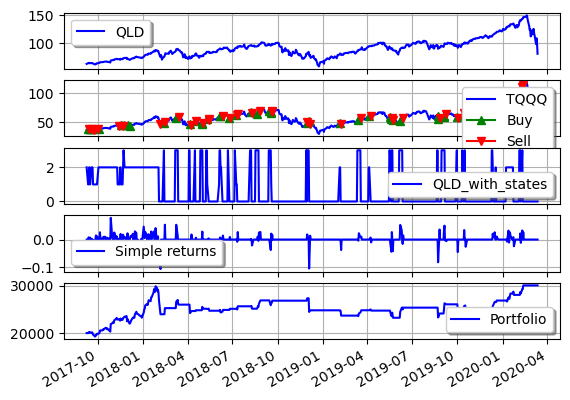 150
QLD
100
100
TQQQ
Buy
50
Sell
2
QLD_with_states
0
0.0
Simple returns
−0.1
30000
Portfolio
20000
2017-10 2018-01 2018-04 2018-07 2018-10 2019-01 2019-04 2019-07 2019-10 2020-01 2020-04